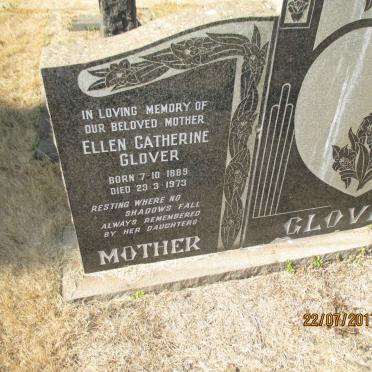 IN LOVING MEMORY OF
OUR BELOVED MOTHER
ELLEN CATHERINE
GLOVER
BORN 7·10·1889
DIED 23·3·1973
RESTING WHERE NO
SHADOWS FALL
ALWAYS REMEMBERED
BY HER DAUGHTERS
MOTHER
GLOV
22/07/201